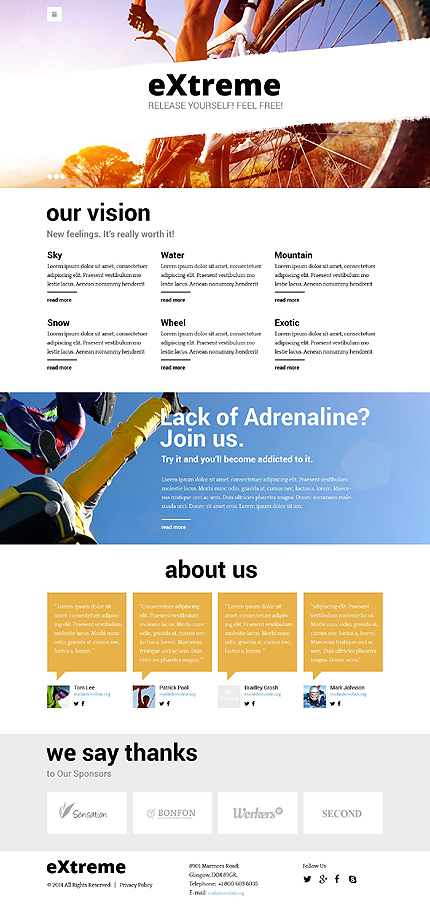 eXtreme
RELEASE YOURSELF! FEEL FREE!
our vision
New feelings. It's really worth it!
Sky
Lorem ipsum dolor sit amet, consectetuer
adipiscing elit. Praesent vestibulum mo
lestie lacus. Aenean nonummy hendrerit
read more
Water
Lorem ipsum dolor sit amet, consectetuer
adipiscing elit. Praesent vestibulum mo
lestie lacus. Aenean nonummy hendrerit
read more
Mountain
Lorem ipsum dolor sit amet, consectetuer
adipiscing elit. Praesent vestibulum mo
lestie lacus. Aenean nonummy hendrerit
read more
Snow
Lorem ipsum dolor sit amet, consectetuer
adipiscing elit. Praesent vestibulum mo
lestie lacus. Aenean nonummy hendrerit
read more
Wheel
Lorem ipsum dolor sit amet, consectetuer
adipiscing elit. Praesent vestibulum mo
lestie lacus. Aenean nonummy hendrerit
read more
Exotic
Lorem ipsum dolor sit amet, consectetuer
adipiscing elit. Praesent vestibulum mo
lestie lacus. Aenean nonummy hendrerit
read more
Lack of Adrenaline?
Join us.
Try it and you'll become addicted to it.
Lorem ipsum dolor sit amet, consectetuer adipiscing elit. Praesent vestibulum
molestie lacus. Morbi nunc odio, gravida at, cursus nec, luctus a, lorem. Maece-
nas tristique orci ac sem. Duis ultricies pharetra magna. Donec accumsan male-
suada orci. Donec sit amet eros. Lorem ipsum dolor sit am.
read more
about us
" Lorem ipsum dolor sit
amet, consectetuer adipisc-
ing elit. Praesent vestibulum
molestie lacus. Morbi nunc
odio, gravida at, cursus nec,
luctus a, lorem. "
Tom Lee
mail@demolink.org
"Consectetuer adipiscing
elit. Praesent vestibulum
molestie lacus. Morbi nunc
odio, gravida at, cursus nec,
luctus a, lorem. Maecenas
tristique orci ac sem. Duis
ultricies pharetra magna. "
Patrick Pool
mail@demolink.org
" Lorem ipsum dolor sit
amet, consectetuer adipisc-
ing elit. Praesent vestibulum
molestie lacus. Morbi nunc
odio, gravida at, cursus nec,
luctus a, lorem. "
NO
PHOTO
Bradley Grosh
mail@demolink.org
"Adipiscing elit. Praesent
vestibulum molestie lacus.
Morbi nunc odio, gravida
at, cursus nec, luctus a,
lorem. Maecenas tristique
orci ac sem. Duis ultricies
pharetra magna. Donec acus."
Mark Johnson
mail@demolink.org
we say thanks
to Our Sponsors
Sensation
BONFON
Workers
SECOND
eXtreme
© 2014 All Rights Reserved | Privacy Policy
8901 Marmora Road,
Glasgow, D04 89GR.
Telephone: +1 800 603 6035
E-mail: mail@demolink.org
Follow Us